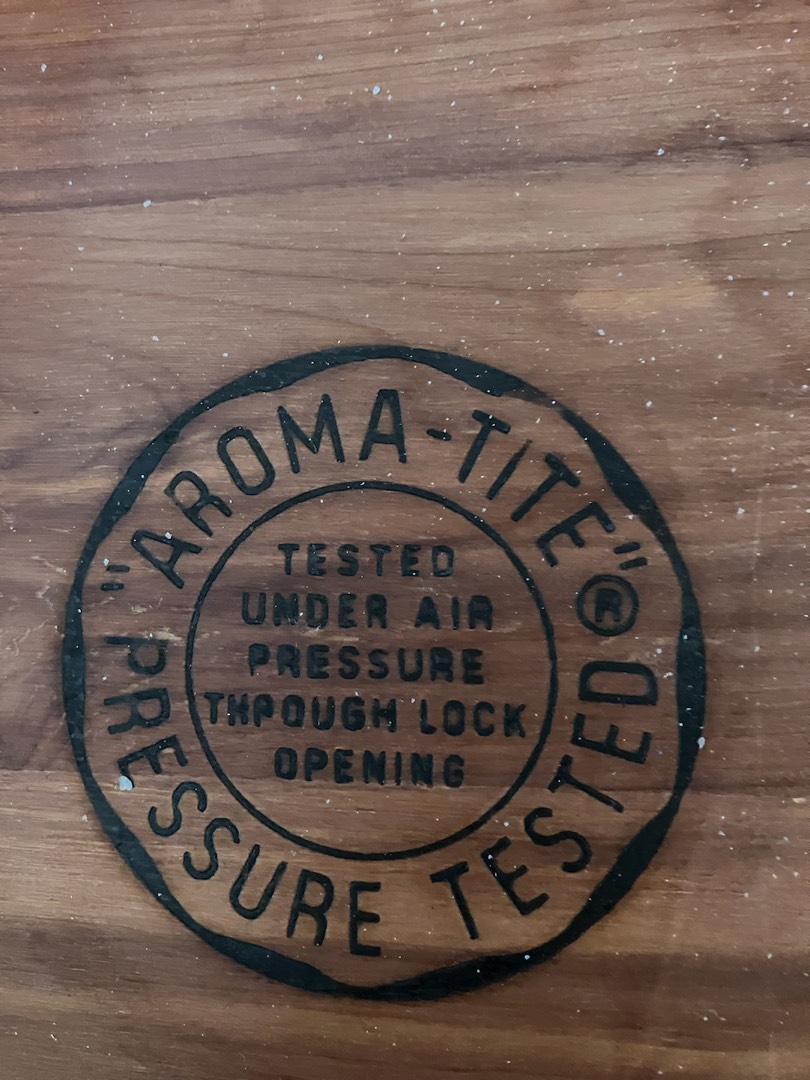 "AROMA-TITE"®
PRESSURE TESTED
TESTED
UNDER AIR
PRESSURE
THROUGH LOCK
OPENING